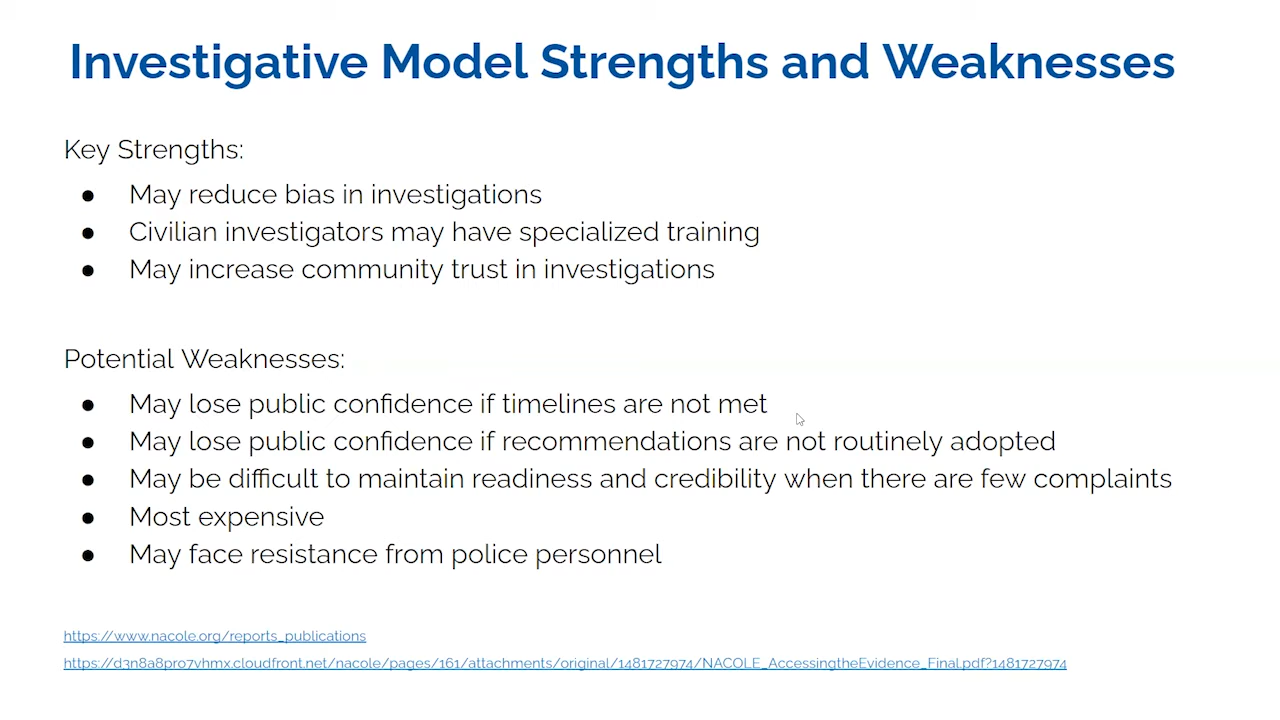 Investigative Model Strengths and Weaknesses
Key Strengths:
● May reduce bias in investigations
● Civilian investigators may have specialized training
● May increase community trust in investigations
Potential Weaknesses:
● May lose public confidence if timelines are not met
● May lose public confidence if recommendations are not routinely adopted
● May be difficult to maintain readiness and credibility when there are few complaints
● Most expensive
● May face resistance from police personnel
https://www.nacole.org/reports_publications
https://d3n8a8pro7vhmx.cloudfront.net/nacole/pages/161/attachments/original/1481727974/NACOLE_AccessingtheEvidence_Final.pdf?1481727974